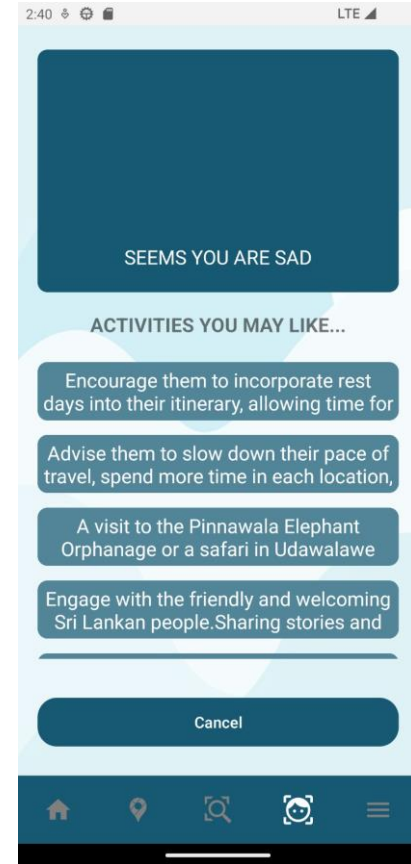 2:40
LTE
SEEMS YOU ARE SAD
ACTIVITIES YOU MAY LIKE...
Encourage them to incorporate rest
days into their itinerary, allowing time for
Advise them to slow down their pace of
travel, spend more time in each location,
A visit to the Pinnawala Elephant
Orphanage or a safari in Udawalawe
Engage with the friendly and welcoming
Sri Lankan people.Sharing stories and
Cancel